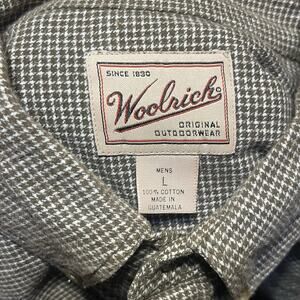 SINCE 1830
Woolrich
ORIGINAL
OUTDOORWEAR
MENS
L
100% COTTON
MADE IN
GUATEMALA